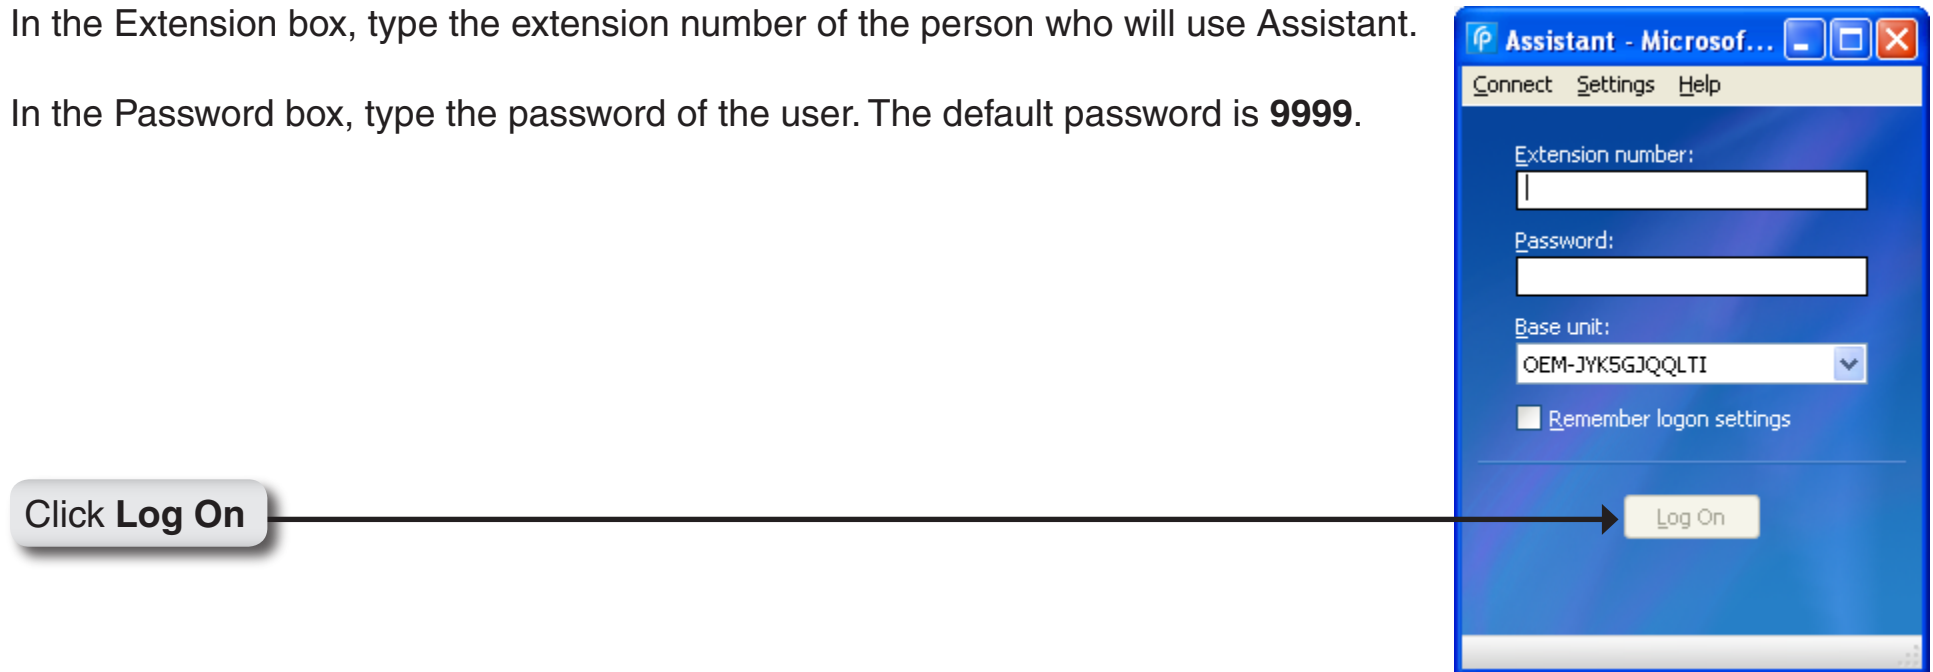 In the Extension box, type the extension number of the person who will use Assistant.
In the Password box, type the password of the user. The default password is 9999.
Click Log On
Assistant - Microsof...
Connect Settings Help
Extension number:
Password:
Base unit:
OEM-JYK5GJQQLTI
Remember logon settings
Log On